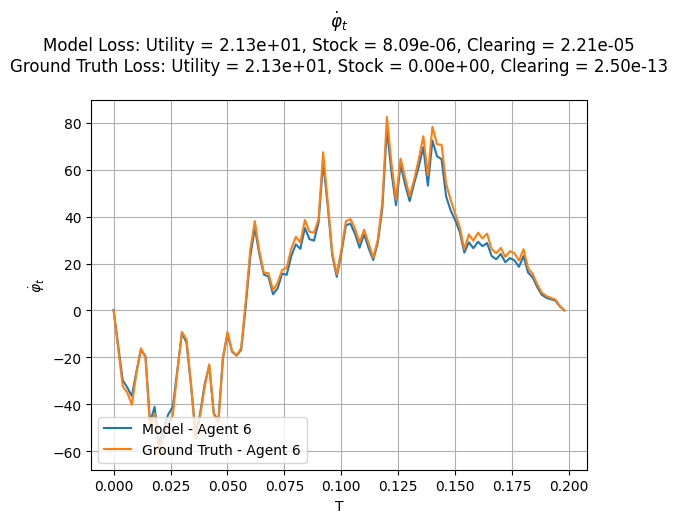 φ̇ₜ
Model Loss: Utility = 2.13e+01, Stock = 8.09e-06, Clearing = 2.21e-05
Ground Truth Loss: Utility = 2.13e+01, Stock = 0.00e+00, Clearing = 2.50e-13
80
60
40
20
0
−20
−40
−60
φ̇ₜ
Model - Agent 6
Ground Truth - Agent 6
0.000 0.025 0.050 0.075 0.100 0.125 0.150 0.175 0.200
T